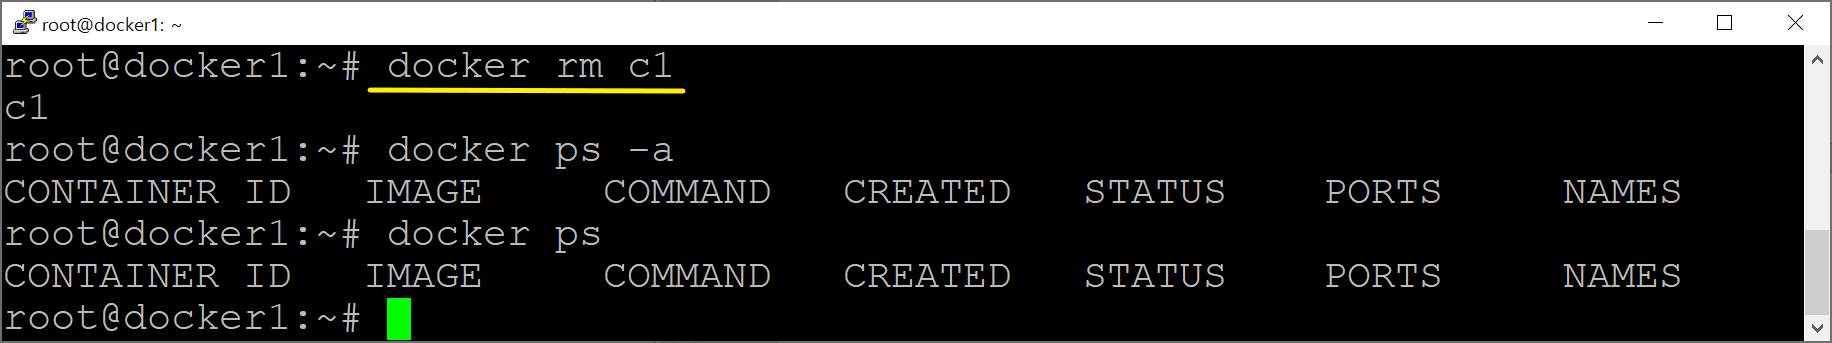 root@docker1: ~
root@docker1:~# docker rm c1
c1
root@docker1:~# docker ps -a
CONTAINER ID   IMAGE     COMMAND   CREATED   STATUS    PORTS     NAMES
root@docker1:~# docker ps
CONTAINER ID   IMAGE     COMMAND   CREATED   STATUS    PORTS     NAMES
root@docker1:~#